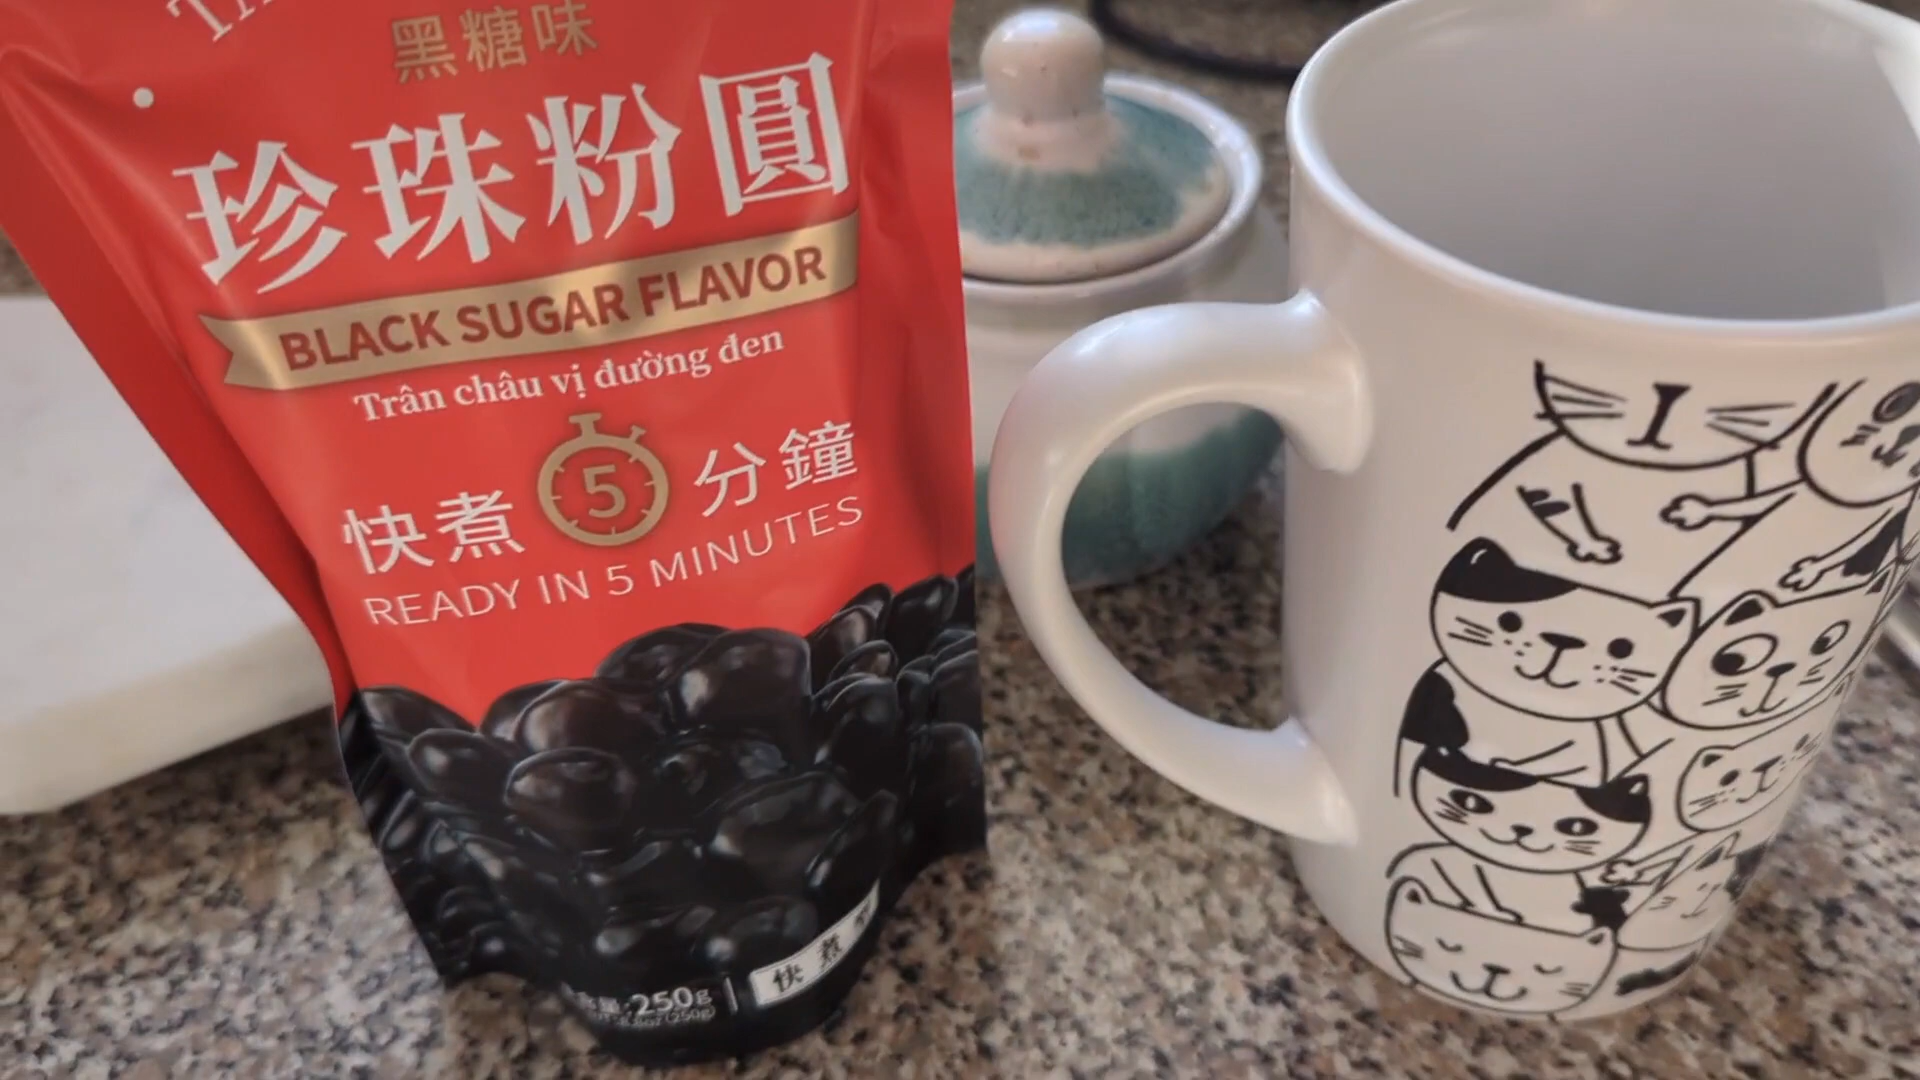 黑糖味
珍珠粉圓
BLACK SUGAR FLAVOR
Trân châu vị đường đen
快煮 5 分鐘
READY IN 5 MINUTES
250g
(250g)
快煮